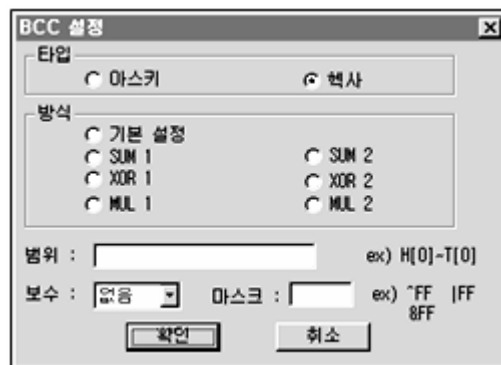 BCC 설정
타입
아스키 헥사
방식
기본 설정
SUM 1 SUM 2
XOR 1 XOR 2
MUL 1 MUL 2
범위 : ex) H[0]~T[0]
보수 : 없음 마스크 : ex) ^FF |FF
&FF
확인 취소